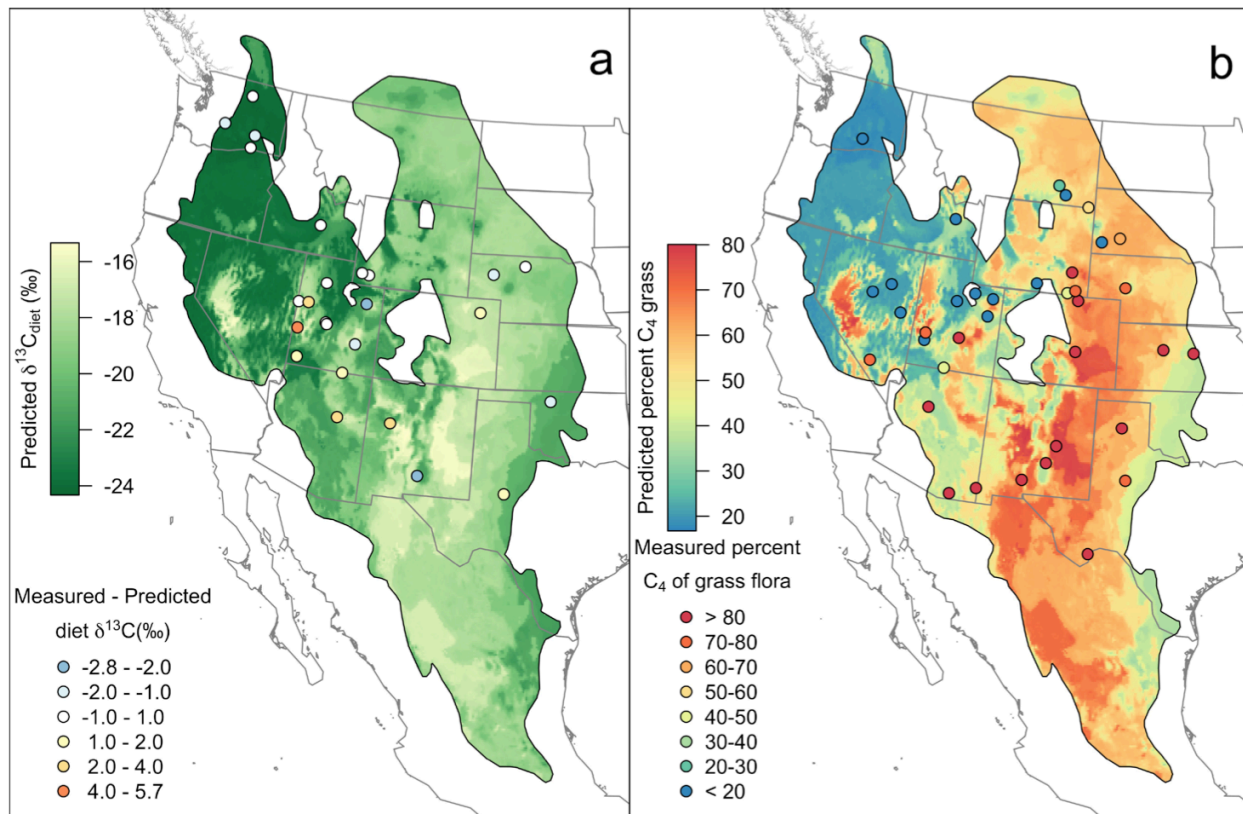 a
Predicted δ13Cdiet (‰)
-16
-18
-20
-22
-24
Measured - Predicted
diet δ13C(‰)
-2.8 - -2.0
-2.0 - -1.0
-1.0 - 1.0
1.0 - 2.0
2.0 - 4.0
4.0 - 5.7
b
Predicted percent C4 grass
80
70
60
50
40
30
20
Measured percent
C4 of grass flora
> 80
70-80
60-70
50-60
40-50
30-40
20-30
< 20